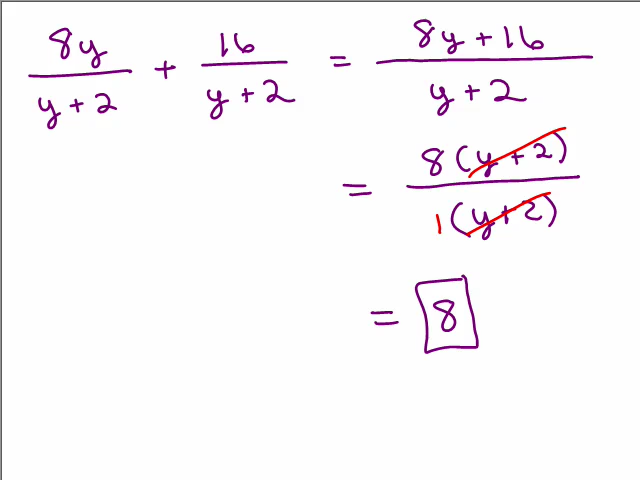 8y/(y+2) + 16/(y+2) = (8y+16)/(y+2)
= 8(y+2)/1(y+2)
= 8